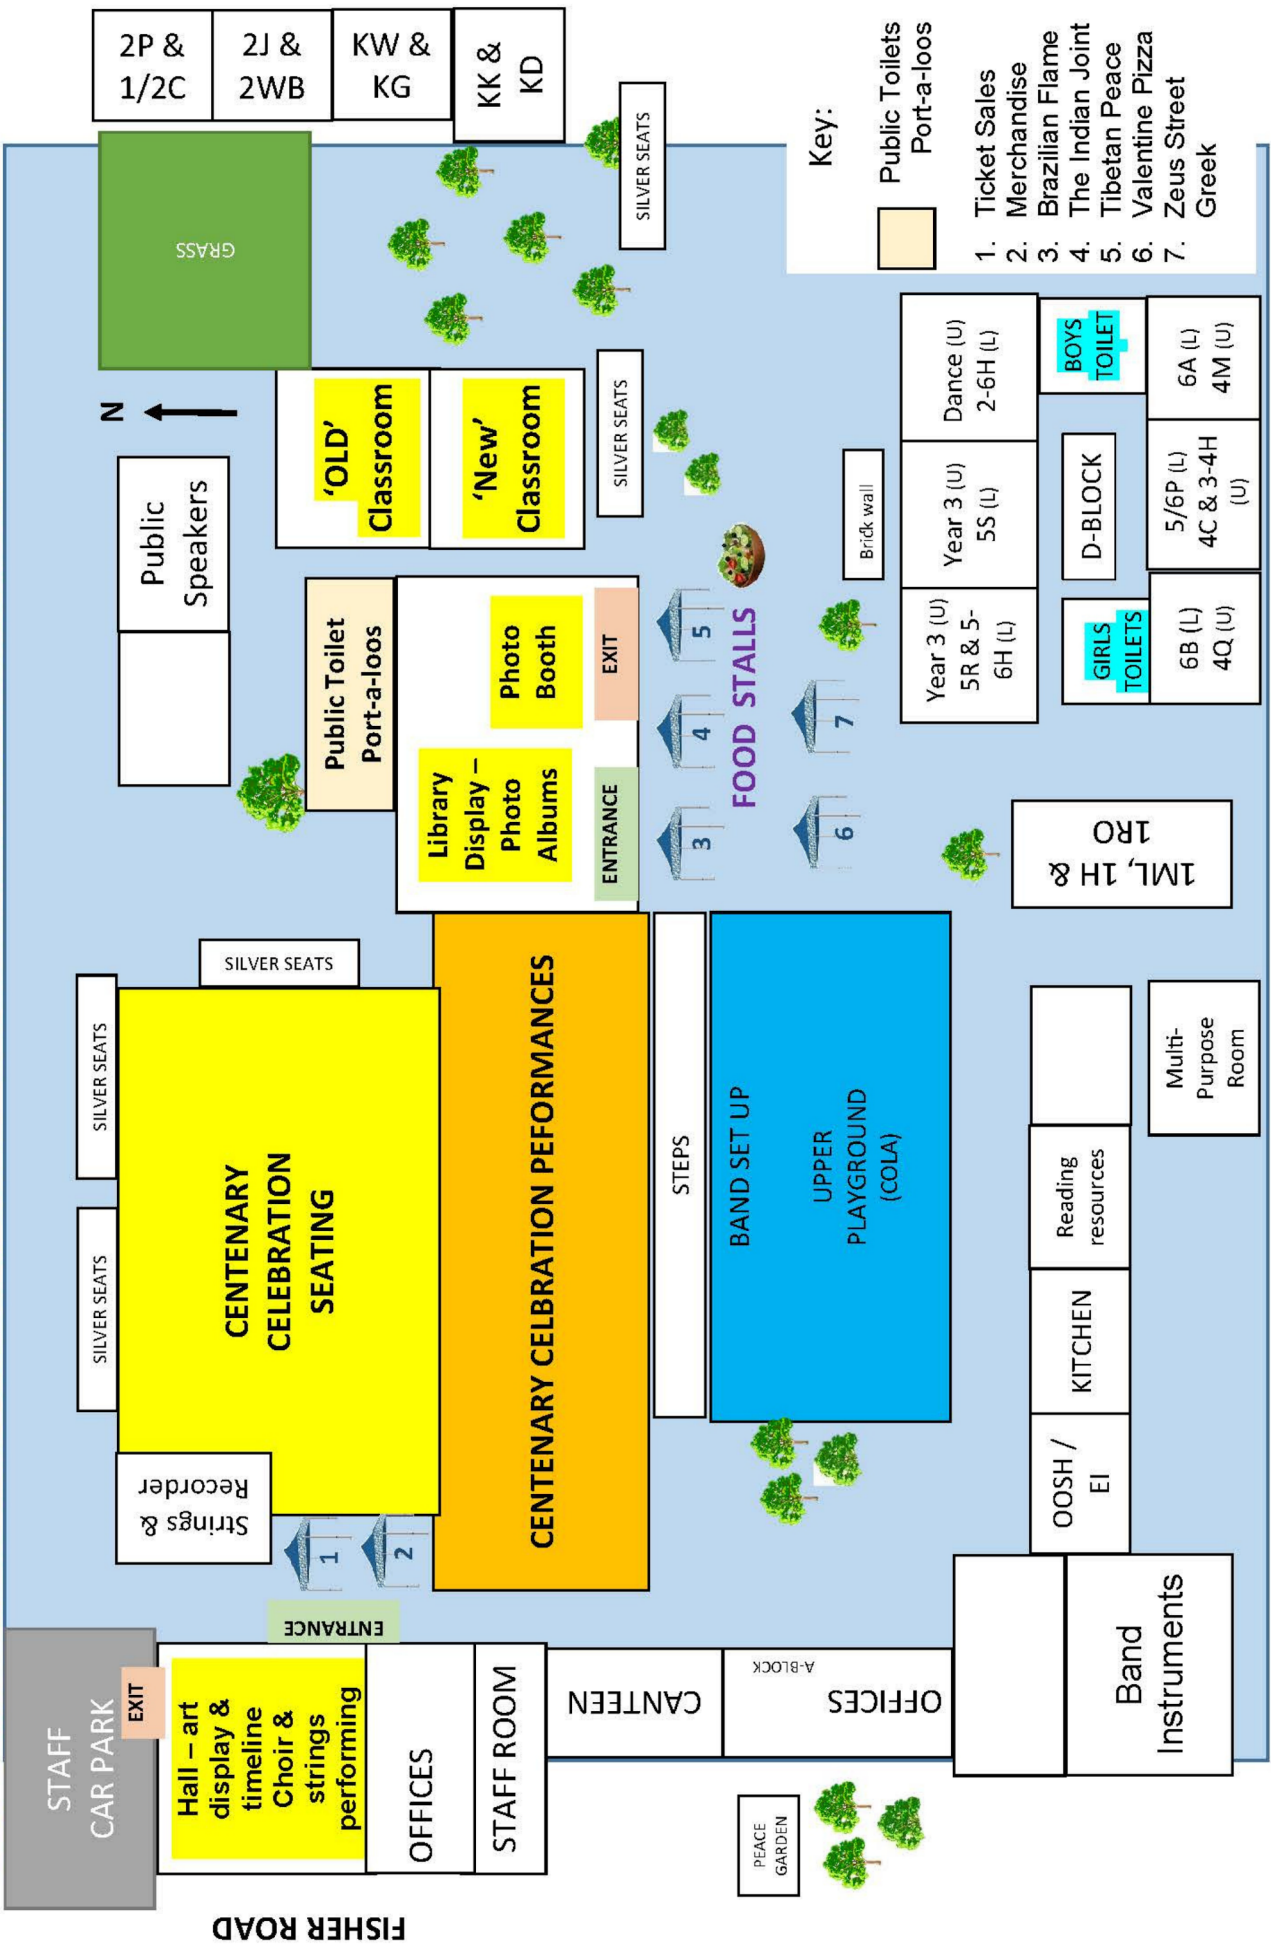 STAFF
CAR PARK
EXIT
Hall – art
display &
timeline
Choir &
strings
performing
OFFICES
STAFF ROOM
CANTEEN
A-BLOCK
OFFICES
FISHER ROAD
ENTRANCE
PEACE
GARDEN
Band
Instruments
Strings &
Recorder
1
2
SILVER SEATS
SILVER SEATS
SILVER SEATS
CENTENARY
CELEBRATION
SEATING
CENTENARY CELBRATION PEFORMANCES
STEPS
BAND SET UP
UPPER
PLAYGROUND
(COLA)
OOSH /
EI
KITCHEN
Reading
resources
Multi-
Purpose
Room
1ML, 1H &
1RO
Public
Speakers
N
Public Toilet
Port-a-loos
Library
Display –
Photo
Albums
Photo
Booth
ENTRANCE
EXIT
3
4
5
FOOD STALLS
6
7
'OLD'
Classroom
'New'
Classroom
SILVER SEATS
Brick wall
GRASS
2P &
1/2C
2J &
2WB
KW &
KG
KK &
KD
SILVER SEATS
Year 3 (U)
5R & 5-
6H (L)
Year 3 (U)
5S (L)
Dance (U)
2-6H (L)
GIRLS
TOILETS
D-BLOCK
BOYS
TOILET
6B (L)
4Q (U)
5/6P (L)
4C & 3-4H
(U)
6A (L)
4M (U)
Key:
Public Toilets
Port-a-loos
1. Ticket Sales
2. Merchandise
3. Brazilian Flame
4. The Indian Joint
5. Tibetan Peace
6. Valentine Pizza
7. Zeus Street
Greek